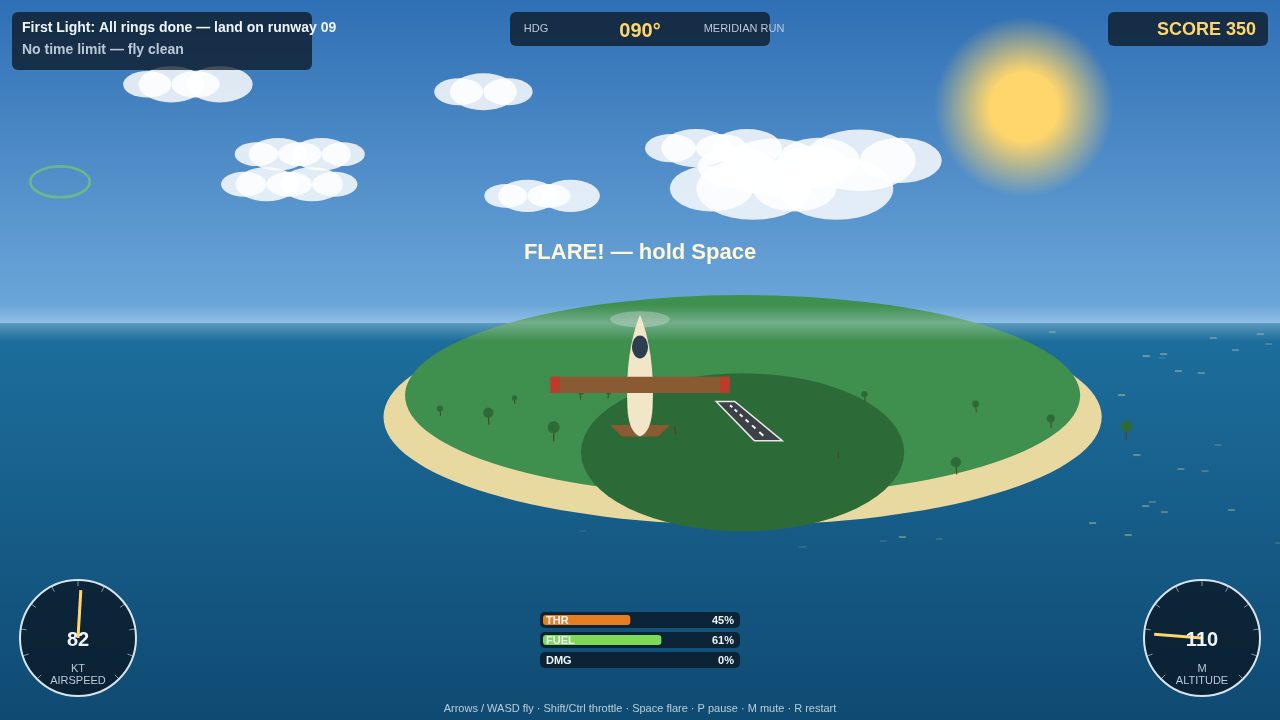 First Light: All rings done — land on runway 09
No time limit — fly clean
HDG 090° MERIDIAN RUN
SCORE 350
FLARE! — hold Space
82
KT
AIRSPEED
THR 45%
FUEL 61%
DMG 0%
110
M
ALTITUDE
Arrows / WASD fly · Shift/Ctrl throttle · Space flare · P pause · M mute · R restart